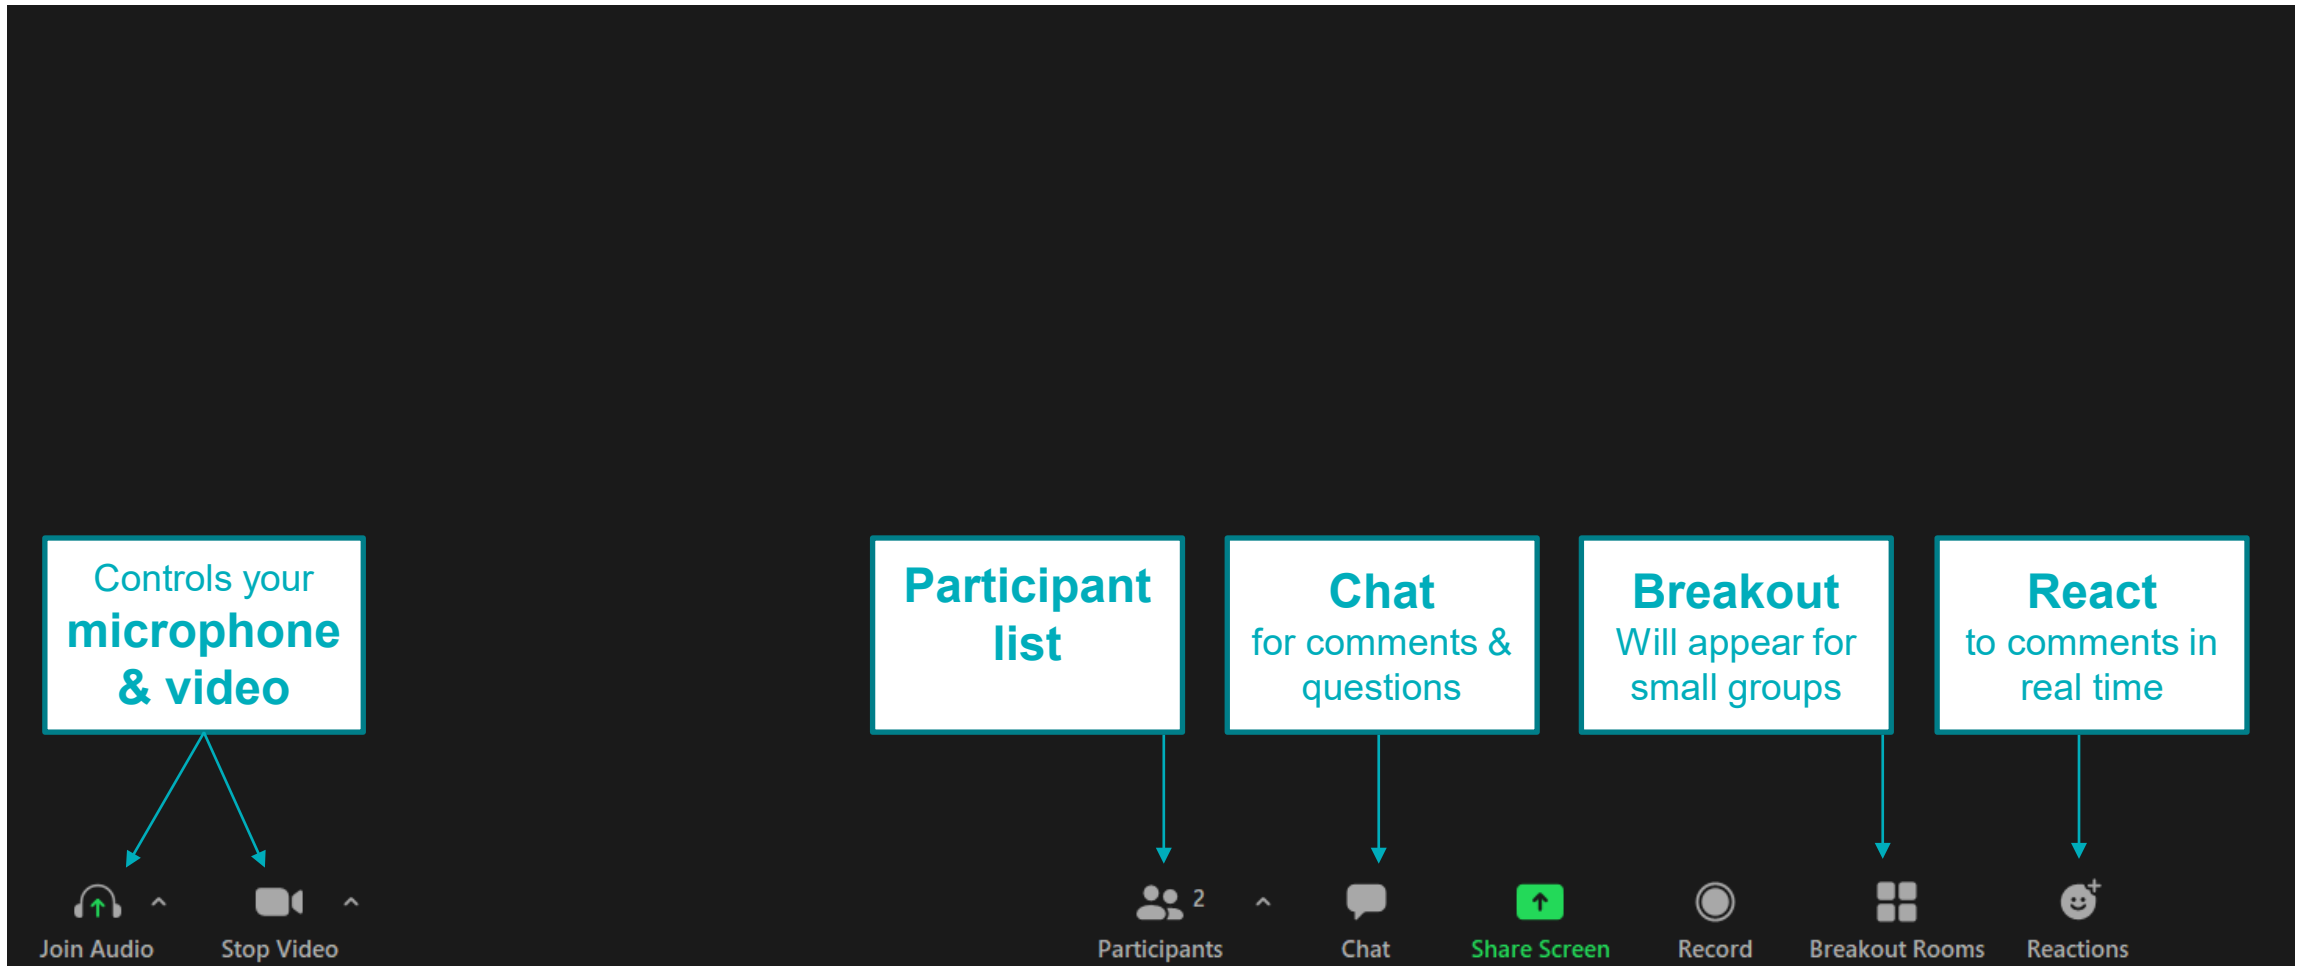 Controls your
microphone
& video
Participant
list
Chat
for comments &
questions
Breakout
Will appear for
small groups
React
to comments in
real time
Join Audio
Stop Video
Participants
2
Chat
Share Screen
Record
Breakout Rooms
Reactions